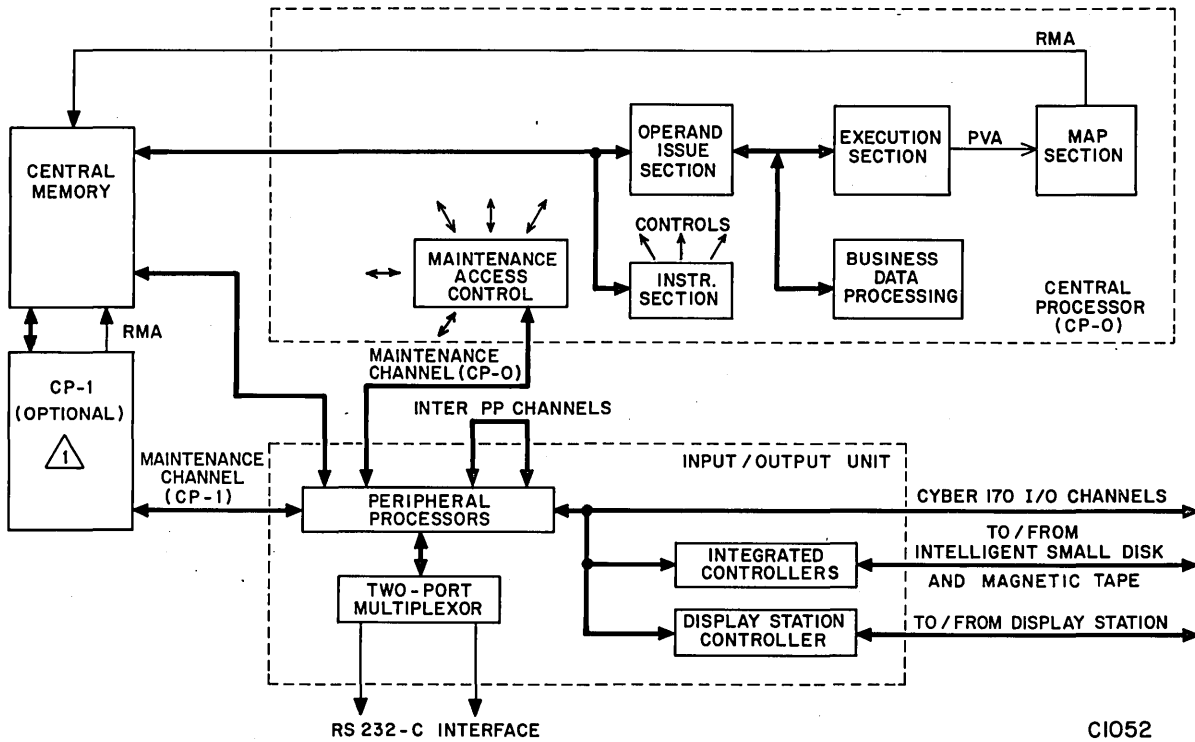 RMA
CENTRAL
MEMORY
OPERAND
ISSUE
SECTION
EXECUTION
SECTION
PVA
MAP
SECTION
CONTROLS
MAINTENANCE
ACCESS
CONTROL
INSTR.
SECTION
BUSINESS
DATA
PROCESSING
CENTRAL
PROCESSOR
(CP-0)
RMA
CP-1
(OPTIONAL)
1
MAINTENANCE
CHANNEL (CP-0)
INTER PP CHANNELS
MAINTENANCE
CHANNEL
(CP-1)
INPUT/OUTPUT UNIT
PERIPHERAL
PROCESSORS
CYBER 170 I/O CHANNELS
INTEGRATED
CONTROLLERS
TO/FROM
INTELLIGENT SMALL DISK
AND MAGNETIC TAPE
TWO-PORT
MULTIPLEXOR
DISPLAY STATION
CONTROLLER
TO/FROM DISPLAY STATION
RS 232-C INTERFACE
C1052